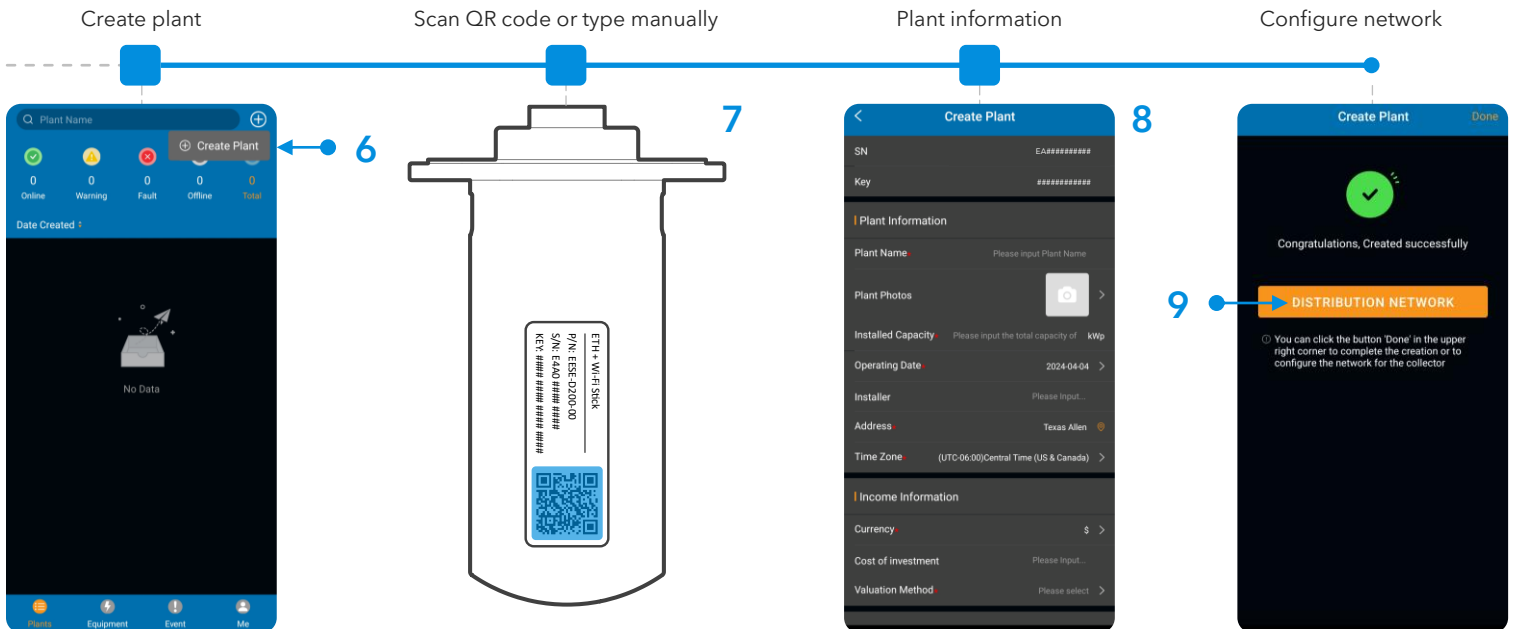 Create plant
Scan QR code or type manually
Plant information
Configure network
Plant Name
Create Plant
6
0
0
0
0
0
Online
Warning
Fault
Offline
Total
Date Created
No Data
Plants
Equipment
Event
Me
7
ETH + Wi-Fi Stick
P/N: EESE-D200-00
S/N: E4A0 #### ####
KEY: #### #### #### ####
8
Create Plant
SN EA##########
Key ############
Plant Information
Plant Name* Please input Plant Name
Plant Photos
Installed Capacity* Please input the total capacity of kWp
Operating Date* 2024-04-04
Installer Please Input...
Address* Texas Allen
Time Zone* (UTC-06:00)Central Time (US & Canada)
Income Information
Currency* $
Cost of investment Please Input...
Valuation Method* Please select
Create Plant
Done
Congratulations, Created successfully
9
DISTRIBUTION NETWORK
You can click the button 'Done' in the upper
right corner to complete the creation or to
configure the network for the collector